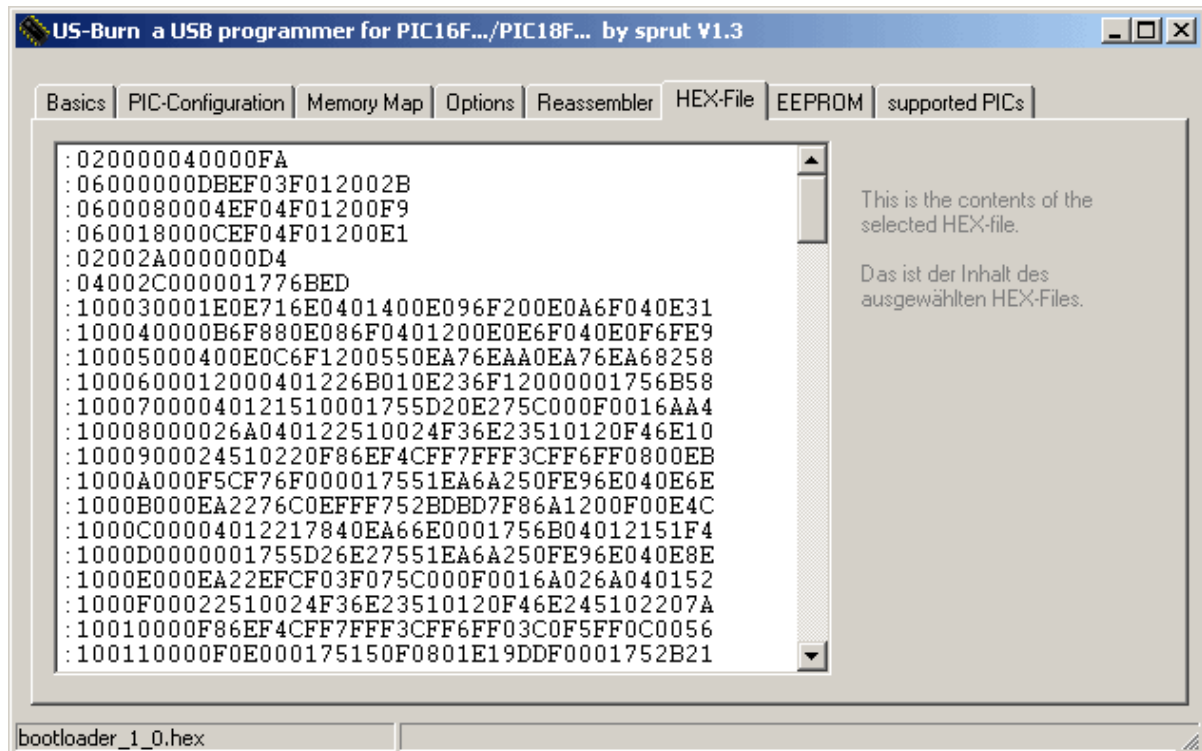 US-Burn a USB programmer for PIC16F.../PIC18F... by sprut V1.3
Basics PIC-Configuration Memory Map Options Reassembler HEX-File EEPROM supported PICs
:020000040000FA
:06000000DBEF03F012002B
:0600080004EF04F01200F9
:060018000CEF04F01200E1
:02002A000000D4
:04002C000001776BED
:100030001E0E716E0401400E096F200E0A6F040E31
:100040000B6F880E086F0401200E0E6F040E0F6FE9
:10005000400E0C6F1200550EA76EAA0EA76EA68258
:1000600012000401226B010E236F12000001756B58
:10007000040121510001755D20E275C000F0016AA4
:10008000026A040122510024F36E23510120F46E10
:1000900024510220F86EF4CFF7FFF3CFF6FF0800EB
:1000A000F5CF76F000017551EA6A250FE96E040E6E
:1000B000EA2276C0EFFF752BDBD7F86A1200F00E4C
:1000C00004012217840EA66E0001756B04012151F4
:1000D0000001755D26E27551EA6A250FE96E040E8E
:1000E000EA22EFCF03F075C000F0016A026A040152
:1000F00022510024F36E23510120F46E245102207A
:10010000F86EF4CFF7FFF3CFF6FF03C0F5FF0C0056
:100110000F0E000175150F0801E19DDF0001752B21
This is the contents of the
selected HEX-file.
Das ist der Inhalt des
ausgewählten HEX-Files.
bootloader_1_0.hex